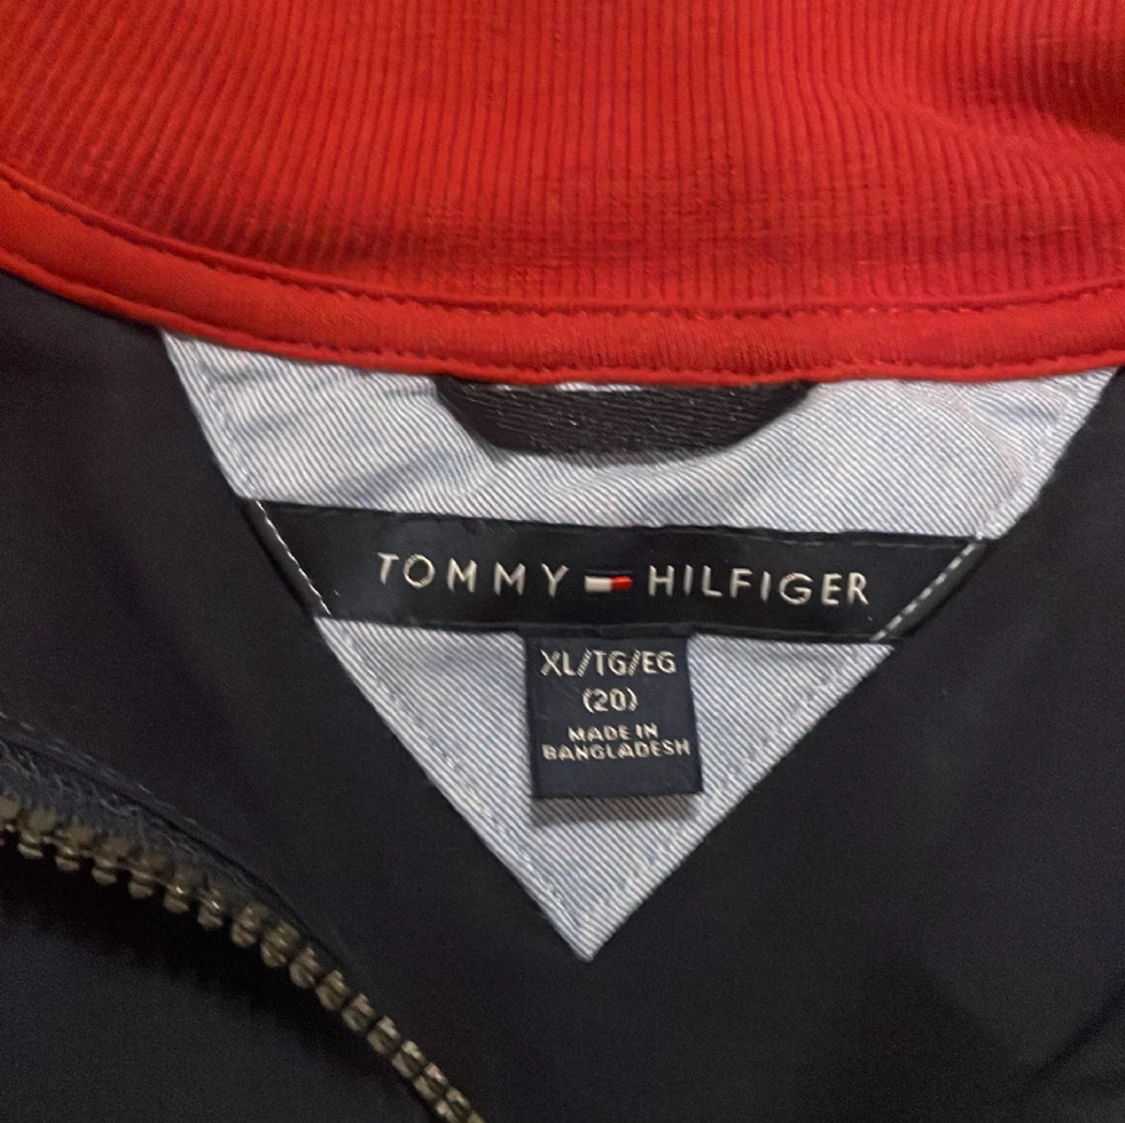 TOMMY HILFIGER
XL/TG/EG
(20)
MADE IN
BANGLADESH